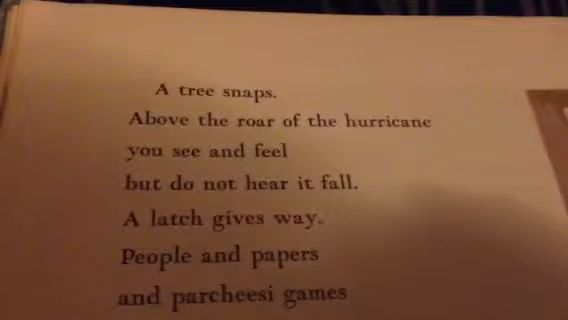 A tree snaps.
Above the roar of the hurricane
you see and feel
but do not hear it fall.
A latch gives way.
People and papers
and parcheesi games